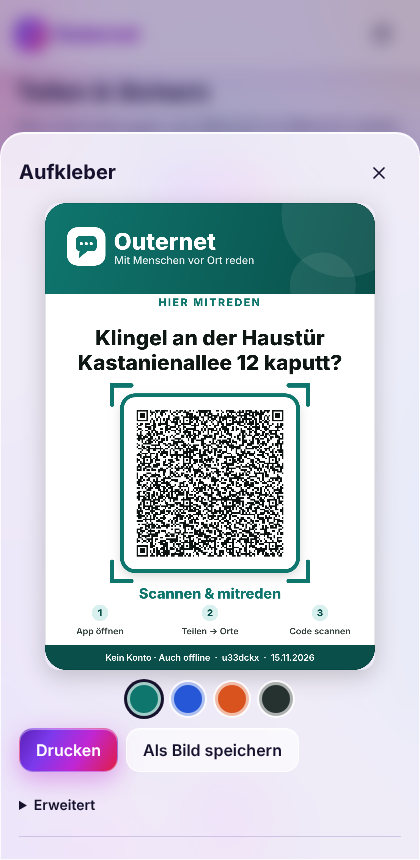 Aufkleber
Outernet
Mit Menschen vor Ort reden
HIER MITREDEN
Klingel an der Haustür
Kastanienallee 12 kaputt?
Scannen & mitreden
1
2
3
App öffnen
Teilen → Orte
Code scannen
Kein Konto · Auch offline · u33dckx · 15.11.2026
Drucken
Als Bild speichern
Erweitert